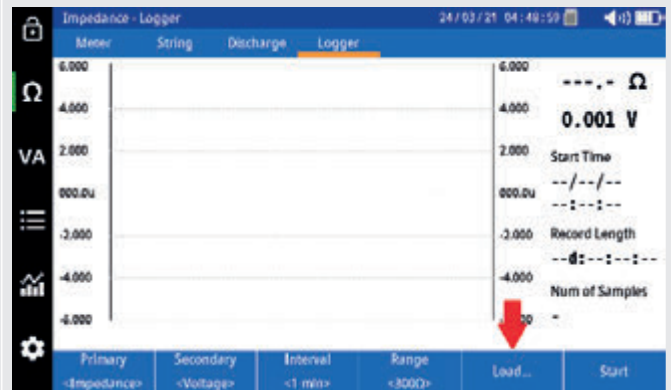 Impedance - Logger 24/03/21 04:49:59
Meter String Discharge Logger
Ω
VA
6.000 6.000
4.000 4.000
2.000 2.000
000.0u 000.0u
-2.000 -2.000
-4.000 -4.000
-6.000
---.- Ω
0.001 V
Start Time
--/--/--
--:--:--
Record Length
--d:--:--:--
Num of Samples
-
Primary Secondary Interval Range Load... Start
<Impedance> <Voltage> <1 min> <300Ω>